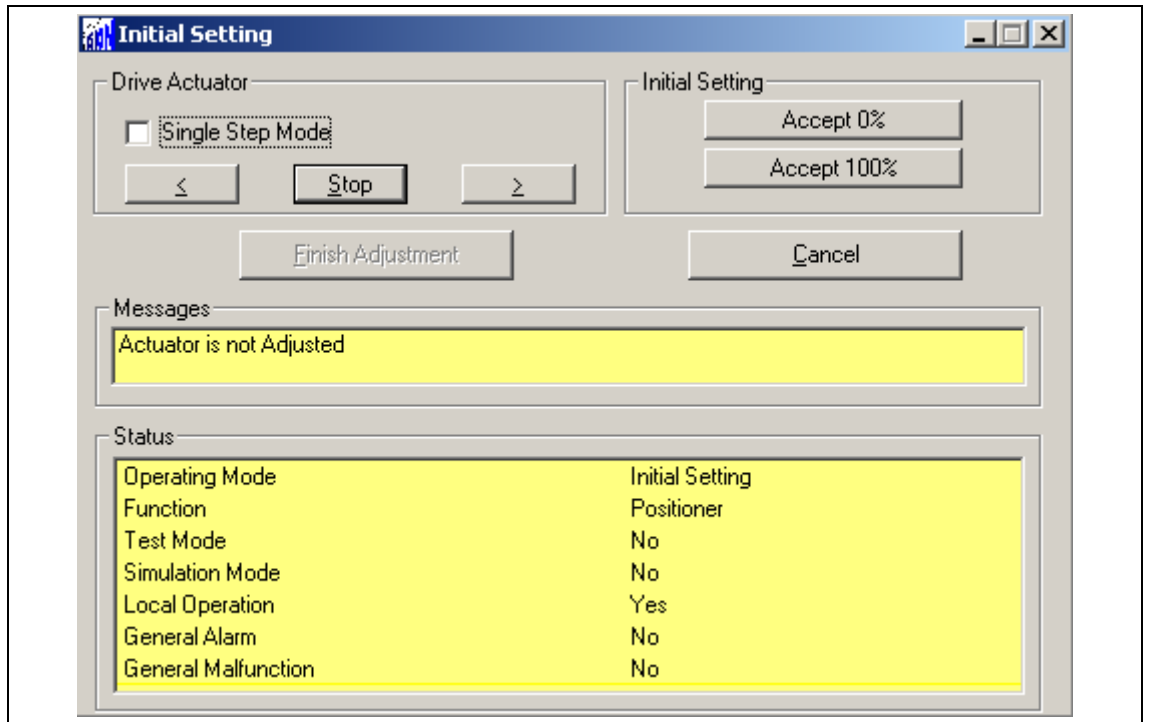 Initial Setting
Drive Actuator
Single Step Mode
< Stop >
Initial Setting
Accept 0%
Accept 100%
Finish Adjustment
Cancel
Messages
Actuator is not Adjusted
Status
Operating Mode Initial Setting
Function Positioner
Test Mode No
Simulation Mode No
Local Operation Yes
General Alarm No
General Malfunction No